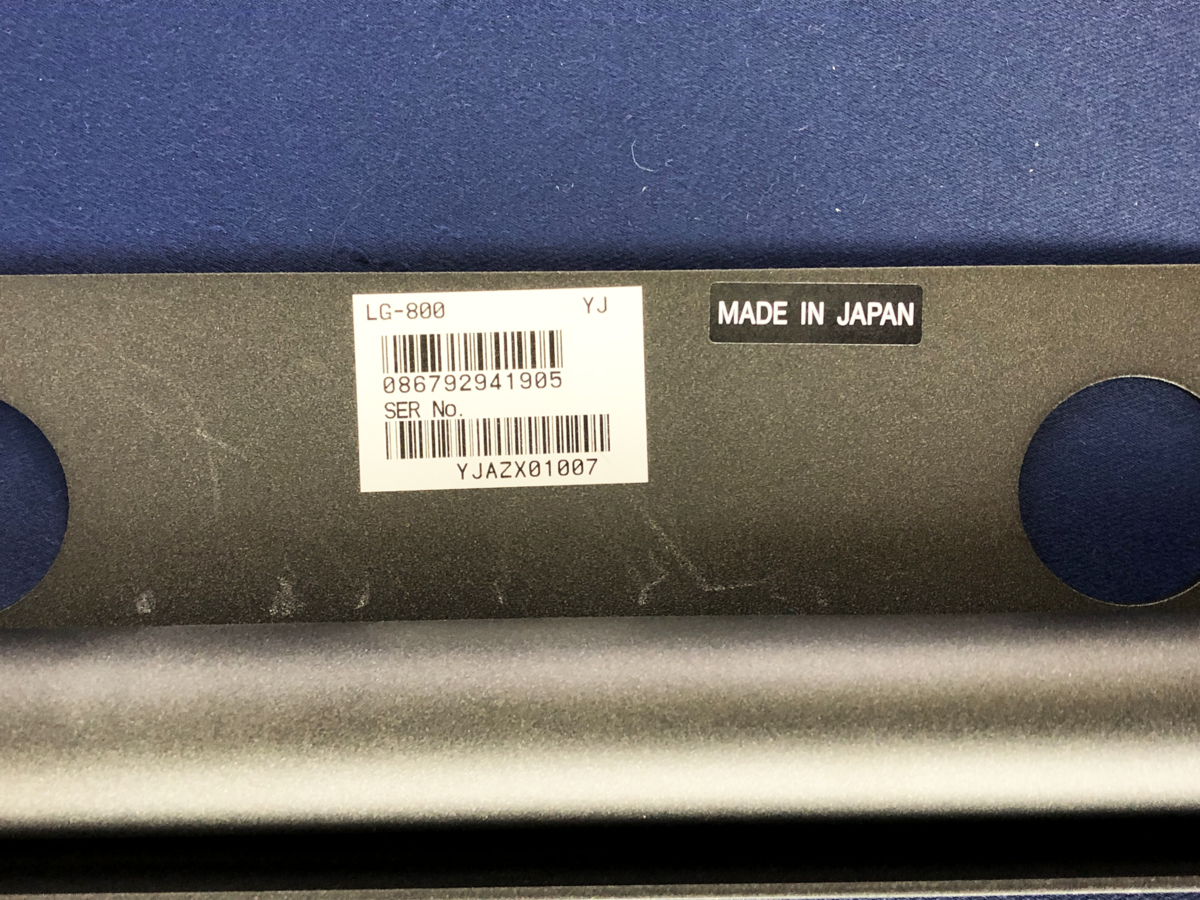 LG-800 YJ
086792941905
SER No.
YJAZX01007
MADE IN JAPAN